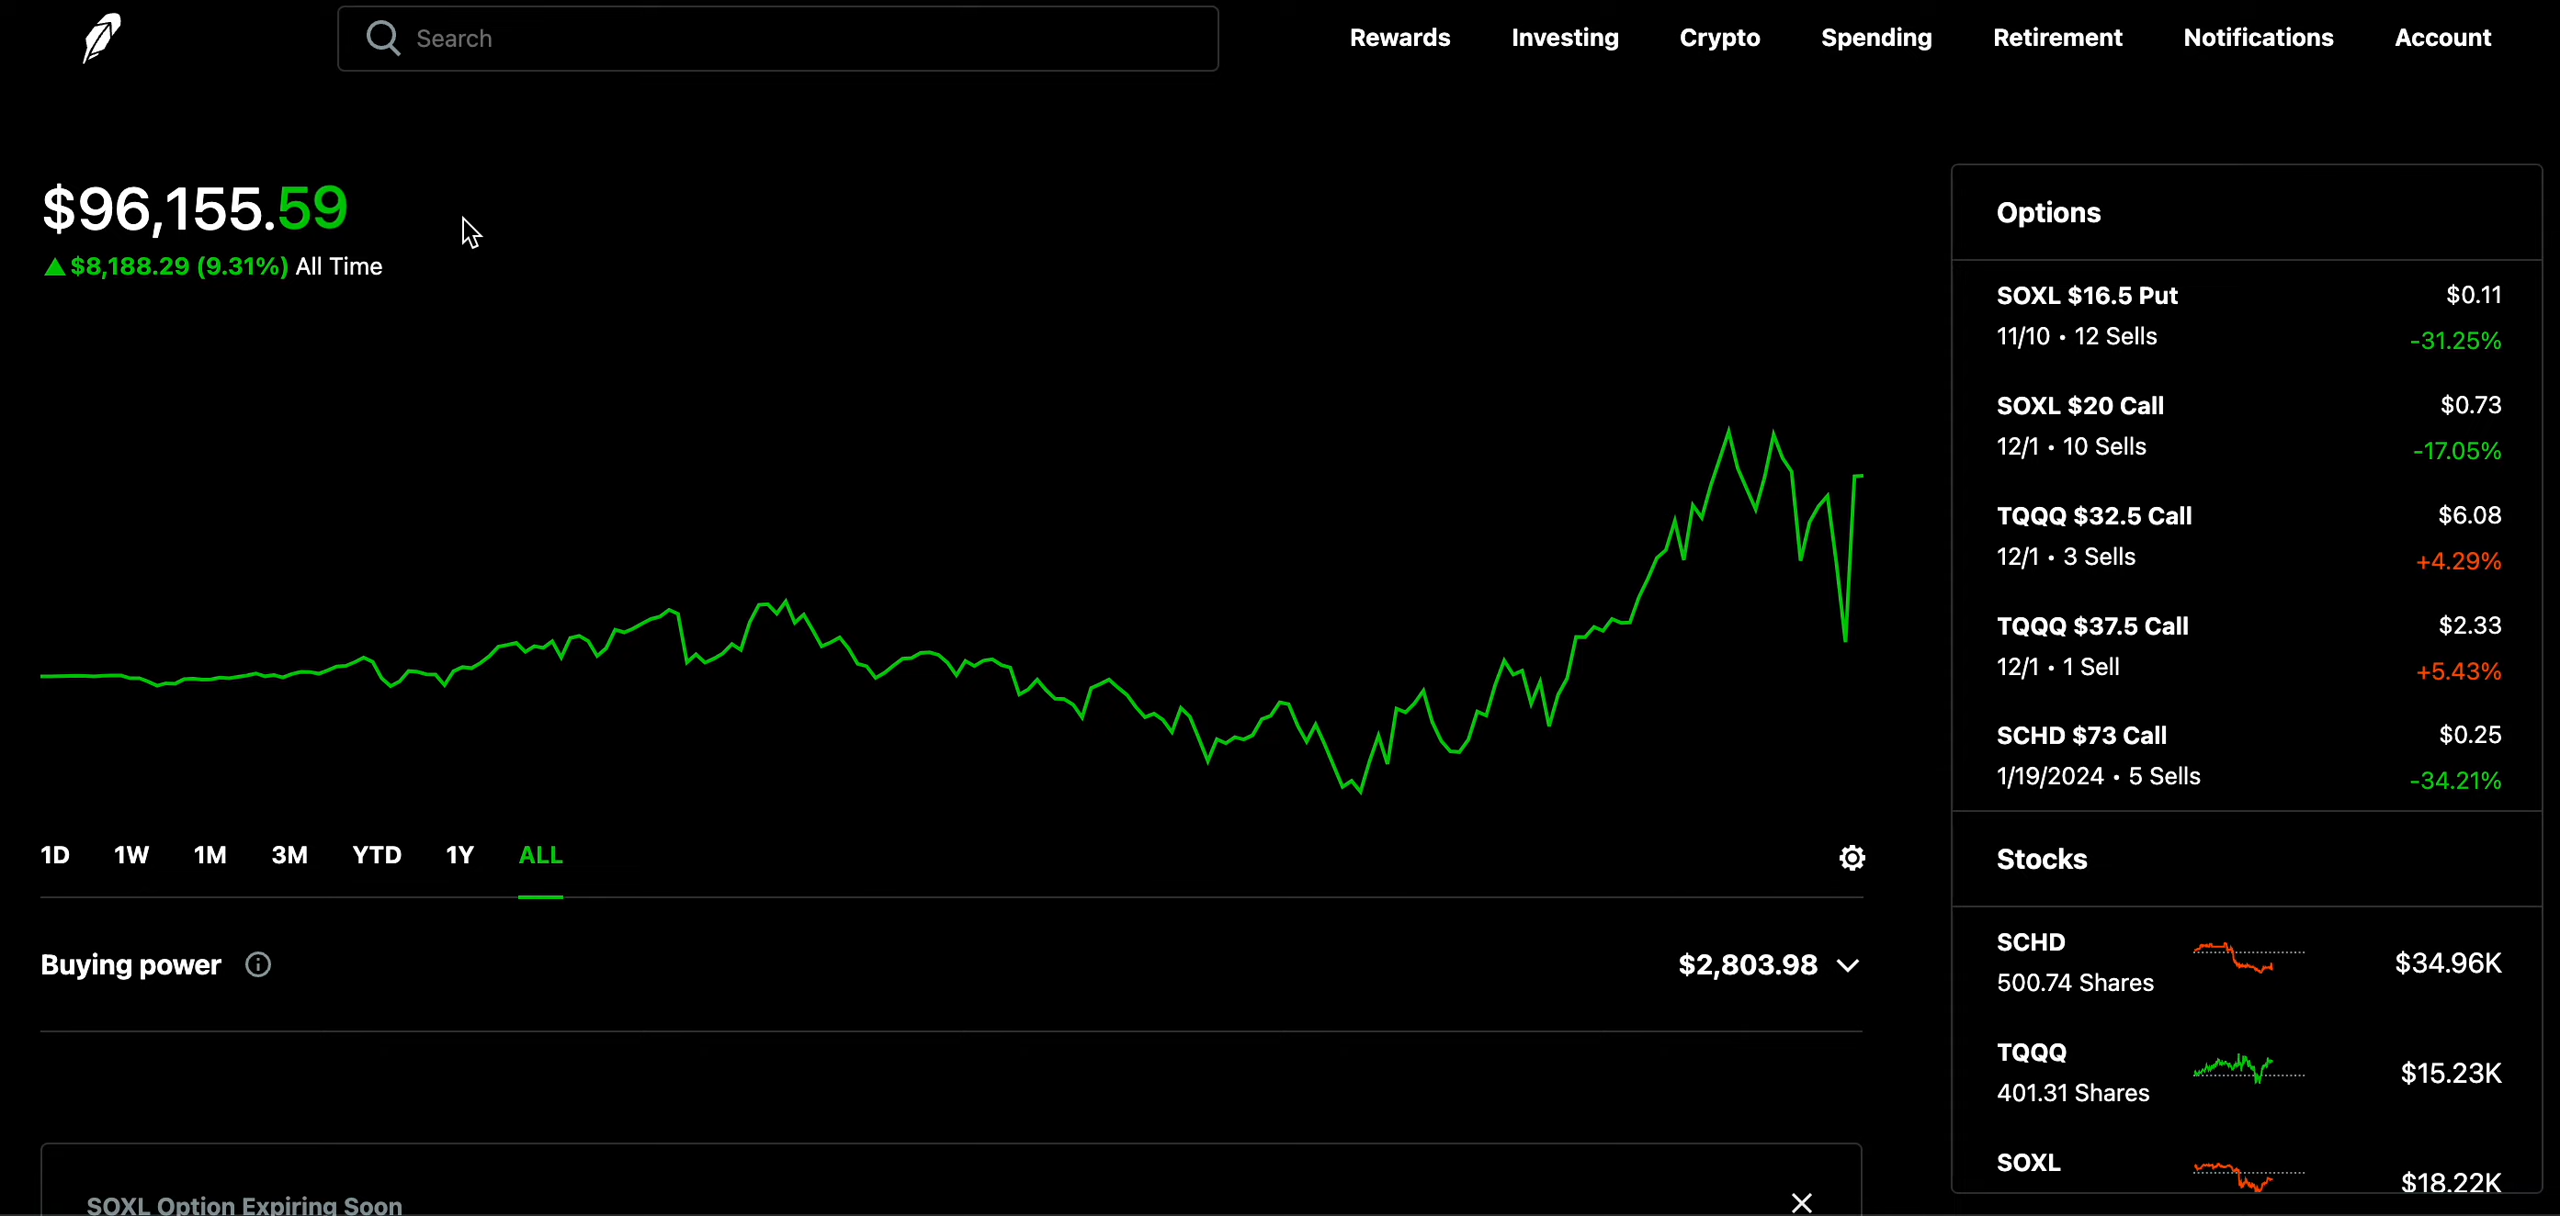 Search
Rewards
Investing
Crypto
Spending
Retirement
Notifications
Account
$96,155.59
▲$8,188.29 (9.31%) All Time
1D
1W
1M
3M
YTD
1Y
ALL
Buying power
$2,803.98
SOXL Option Expiring Soon
Options
SOXL $16.5 Put
$0.11
11/10 • 12 Sells
-31.25%
SOXL $20 Call
$0.73
12/1 • 10 Sells
-17.05%
TQQQ $32.5 Call
$6.08
12/1 • 3 Sells
+4.29%
TQQQ $37.5 Call
$2.33
12/1 • 1 Sell
+5.43%
SCHD $73 Call
$0.25
1/19/2024 • 5 Sells
-34.21%
Stocks
SCHD
500.74 Shares
$34.96K
TQQQ
401.31 Shares
$15.23K
SOXL
$18.22K